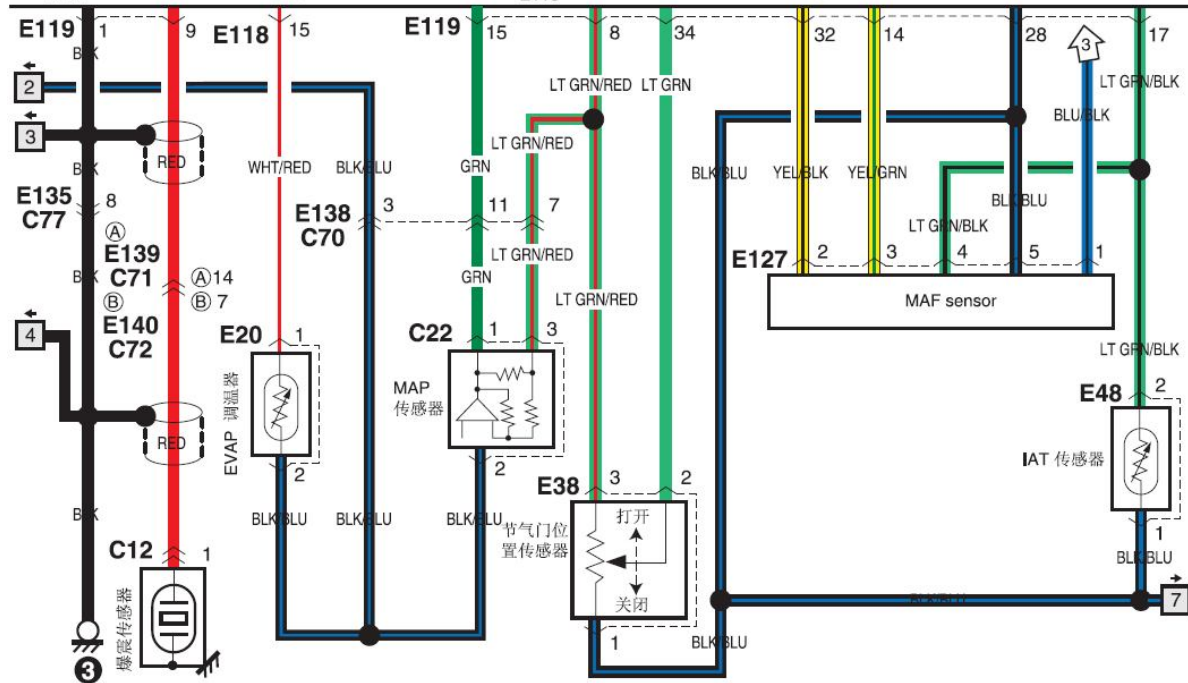 E119 1 9 E118 15 E119 15 8 34 32 14 28 3 17
BLK
2
LT GRN/RED LT GRN LT GRN/BLK
BLU/BLK
3
RED
LT GRN/RED
BLK WHT/RED BLK/BLU GRN BLK/BLU YEL/BLK YEL/GRN
BLK/BLU
E135 8
C77
E138 3 11 7
C70
LT GRN/BLK
A
E139
C71
A 14
B 7
B
E140
C72
BLK
GRN
LT GRN/RED
E127 2 3 4 5 1
MAF sensor
LT GRN/RED
4
E20 1
C22 1 3
LT GRN/BLK
EVAP 调温器
MAP
传感器
E48 2
RED
IAT 传感器
2
2
E38 3 2
BLK
BLK/BLU BLK/BLU BLK/BLU
节气门位
置传感器
打开
关闭
1
BLK/BLU
C12 1
爆震传感器
BLK/BLU
7
1
BLK/BLU
3